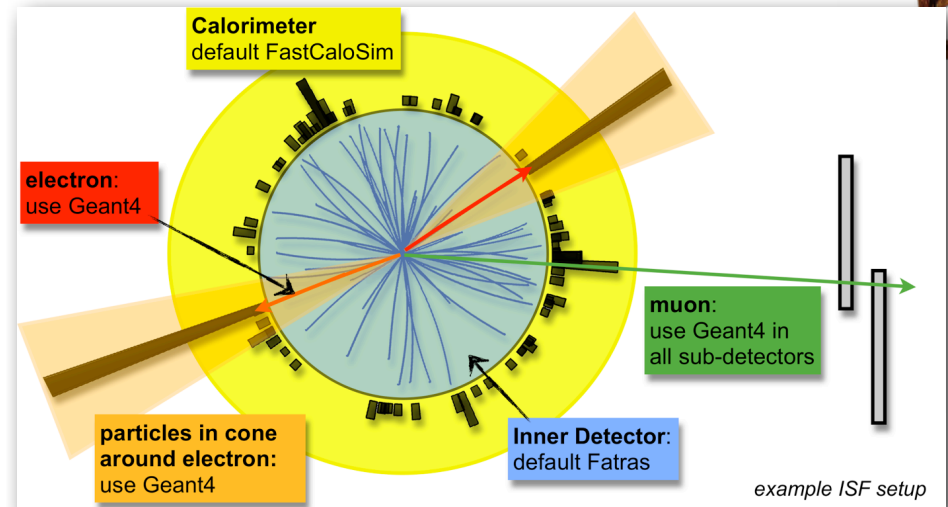 Calorimeter
default FastCaloSim
electron:
use Geant4
muon:
use Geant4 in
all sub-detectors
particles in cone
around electron:
use Geant4
Inner Detector:
default Fatras
example ISF setup